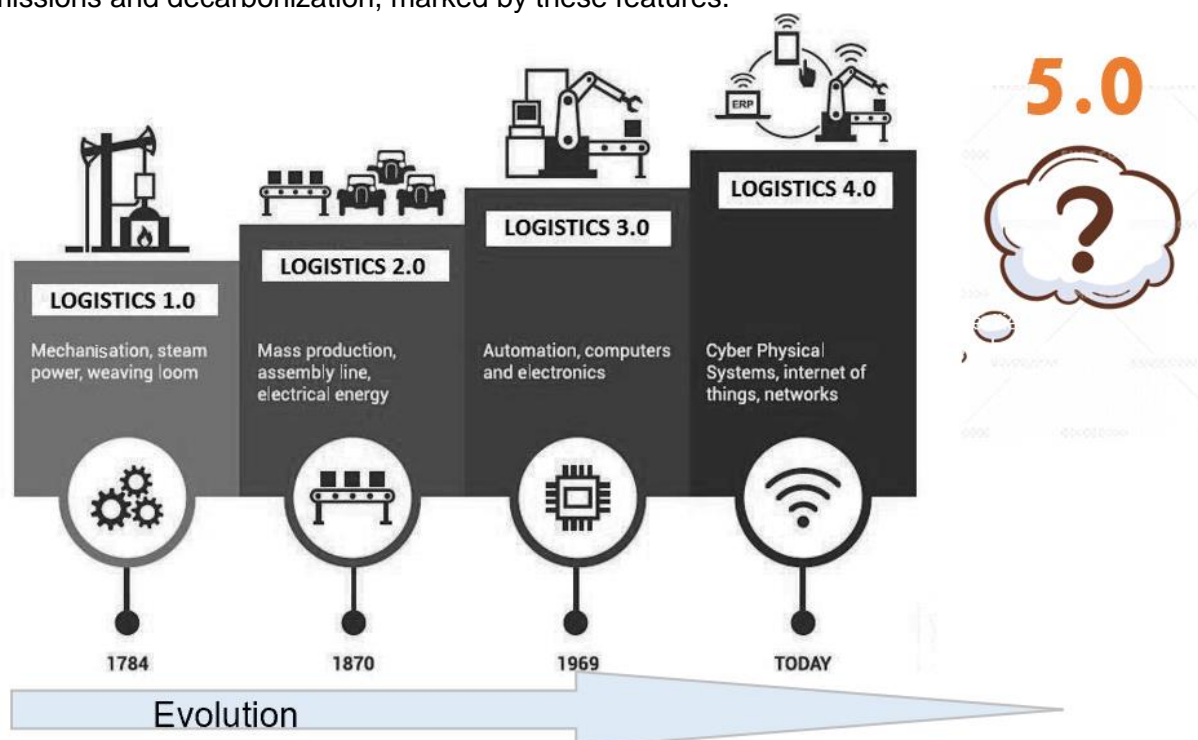 missions and decarbonization, marked by these features:
5.0
?
ERP
LOGISTICS 4.0
LOGISTICS 3.0
LOGISTICS 2.0
LOGISTICS 1.0
Mechanisation, steam
power, weaving loom
Mass production,
assembly line,
electrical energy
Automation, computers
and electronics
Cyber Physical
Systems, internet of
things, networks
1784
1870
1969
TODAY
Evolution